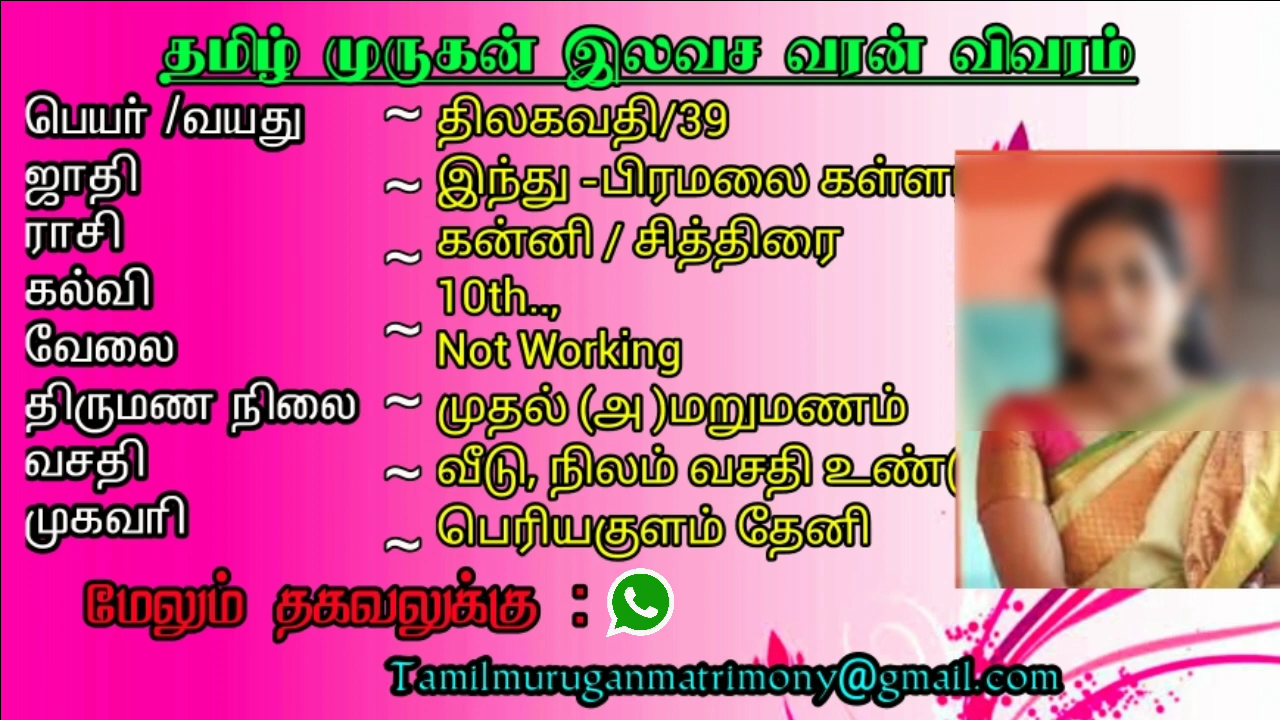 தமிழ் முருகன் இலவச வரன் விவரம்
பெயர் /வயது ~ திலகவதி/39
ஜாதி ~ இந்து -பிரமலை
ராசி ~ கன்னி / சித்திரை
கல்வி ~ 10th..,
வேலை ~ Not Working
திருமண நிலை ~ முதல் (அ )மறுமணம்
வசதி ~ வீடு, நிலம் வசதி
முகவரி ~ பெரியகுளம் தேனி
மேலும் தகவலுக்கு :
Tamilmuruganmatrimony@gmail.com